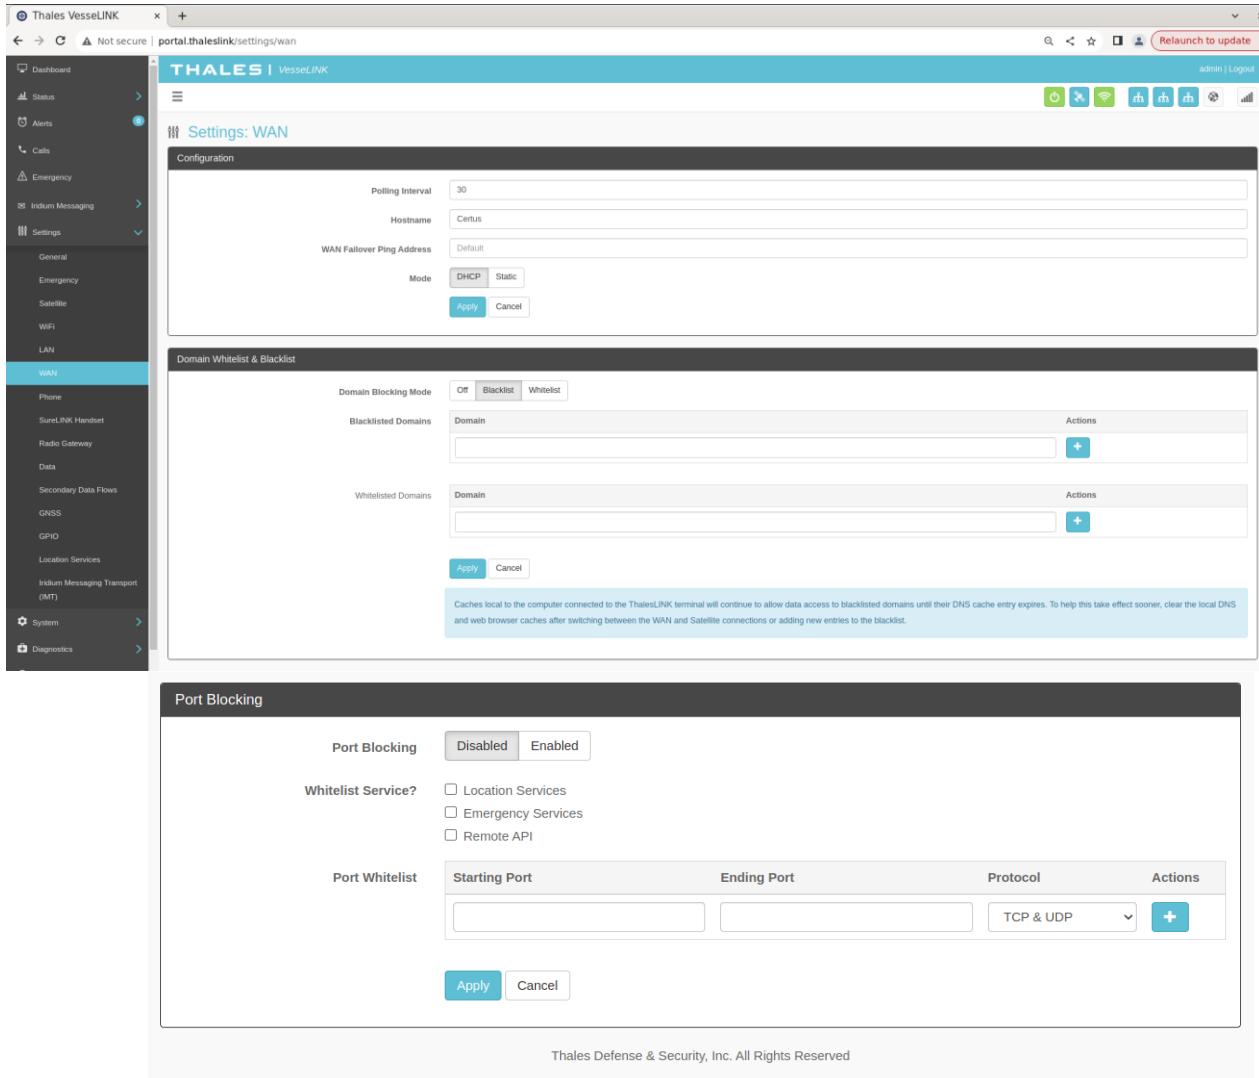 Thales VesseLINK × +
Not secure | portal.thaleslink/settings/wan Relaunch to update
Dashboard
Status
Alerts 6
Calls
Emergency
Iridium Messaging
Settings
General
Emergency
Satellite
WiFi
LAN
WAN
Phone
SureLINK Handset
Radio Gateway
Data
Secondary Data Flows
GNSS
GPIO
Location Services
Iridium Messaging Transport
(IMT)
System
Diagnostics
THALES | VesseLINK admin | Logout
Settings: WAN
Configuration
Polling Interval 30
Hostname Certus
WAN Failover Ping Address Default
Mode DHCP Static
Apply Cancel
Domain Whitelist & Blacklist
Domain Blocking Mode Off Blacklist Whitelist
Blacklisted Domains Domain Actions
+
Whitelisted Domains Domain Actions
+
Apply Cancel
Caches local to the computer connected to the ThalesLINK terminal will continue to allow data access to blacklisted domains until their DNS cache entry expires. To help this take effect sooner, clear the local DNS
and web browser caches after switching between the WAN and Satellite connections or adding new entries to the blacklist.
Port Blocking
Port Blocking Disabled Enabled
Whitelist Service? Location Services
Emergency Services
Remote API
Port Whitelist Starting Port Ending Port Protocol Actions
TCP & UDP +
Apply Cancel
Thales Defense & Security, Inc. All Rights Reserved